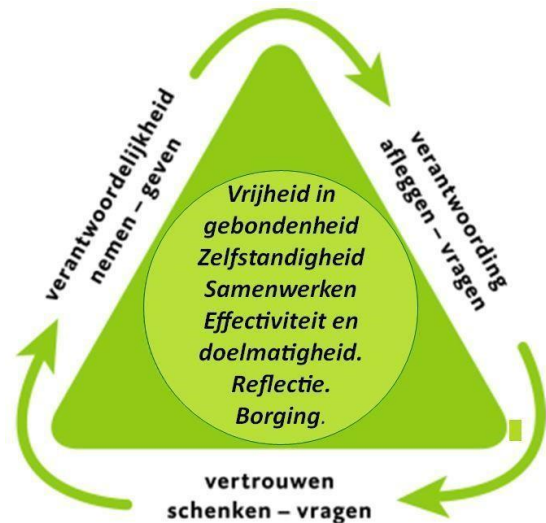 verantwoordelijkheid
nemen – geven
verantwoording
afleggen – vragen
Vrijheid in
gebondenheid
Zelfstandigheid
Samenwerken
Effectiviteit en
doelmatigheid.
Reflectie.
Borging.
vertrouwen
schenken – vragen